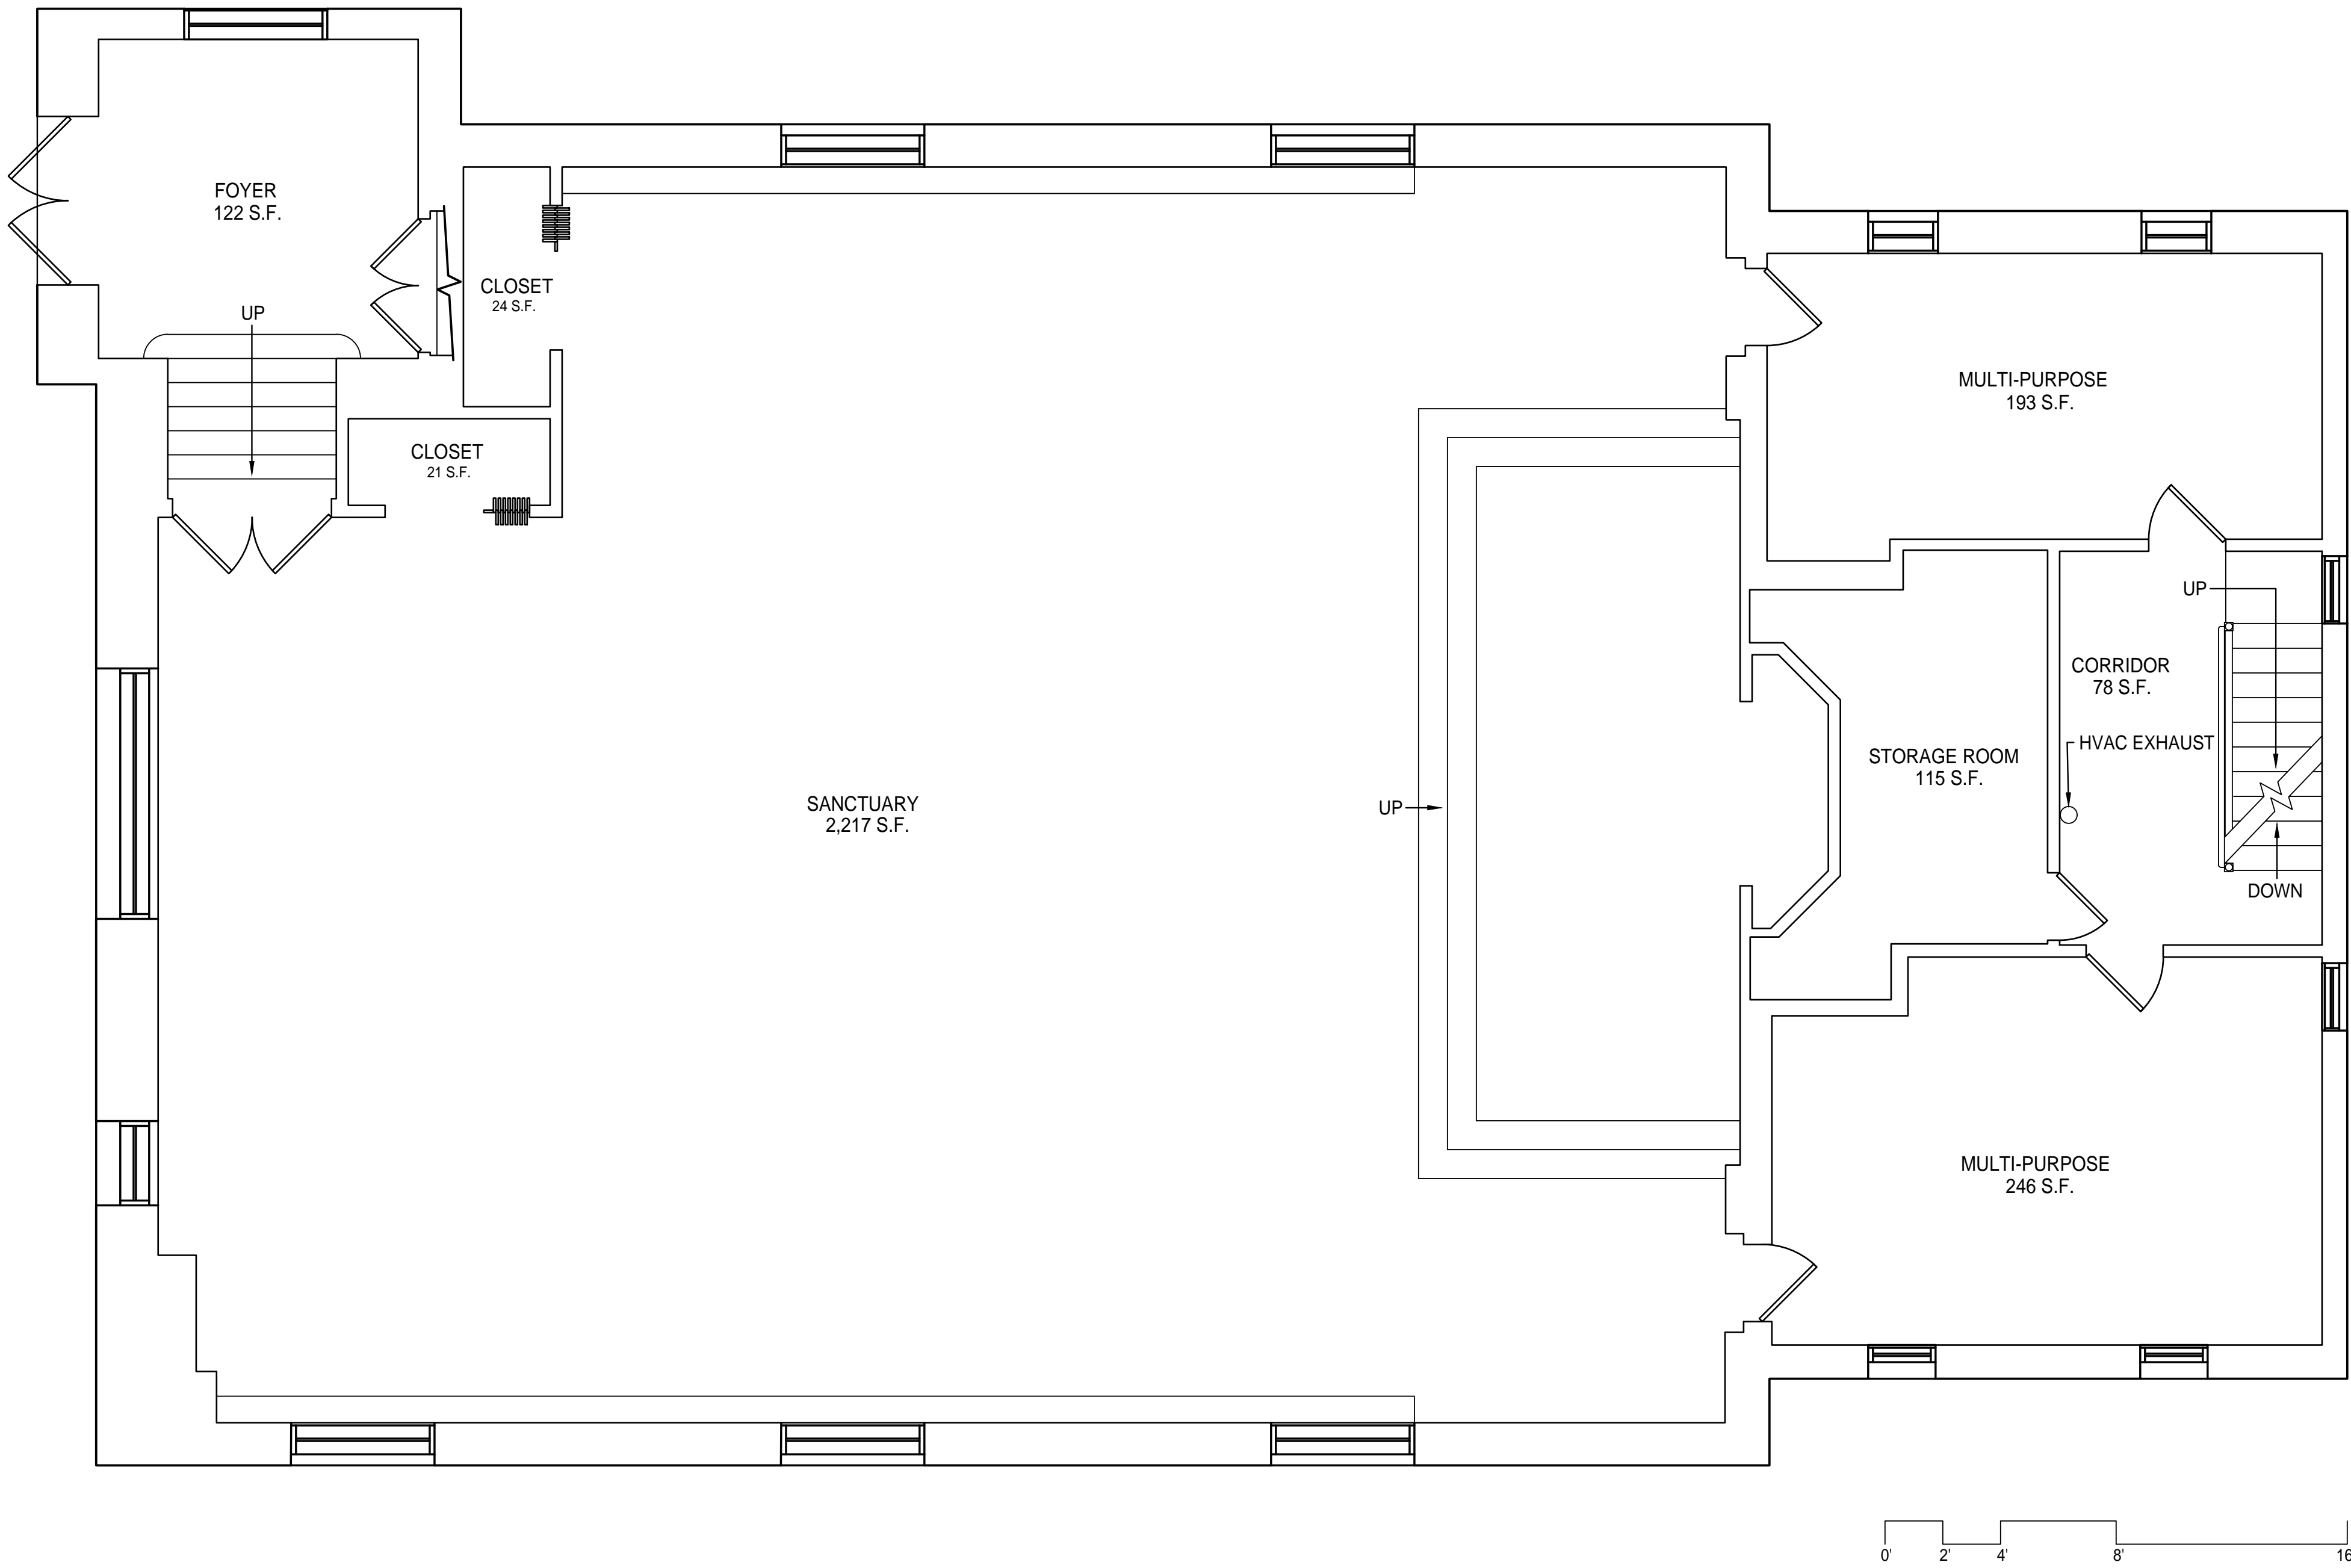 FOYER
122 S.F.
UP
CLOSET
24 S.F.
CLOSET
21 S.F.
MULTI-PURPOSE
193 S.F.
UP
CORRIDOR
78 S.F.
HVAC EXHAUST
STORAGE ROOM
115 S.F.
SANCTUARY
2,217 S.F.
UP
DOWN
MULTI-PURPOSE
246 S.F.
0' 2' 4' 8' 16